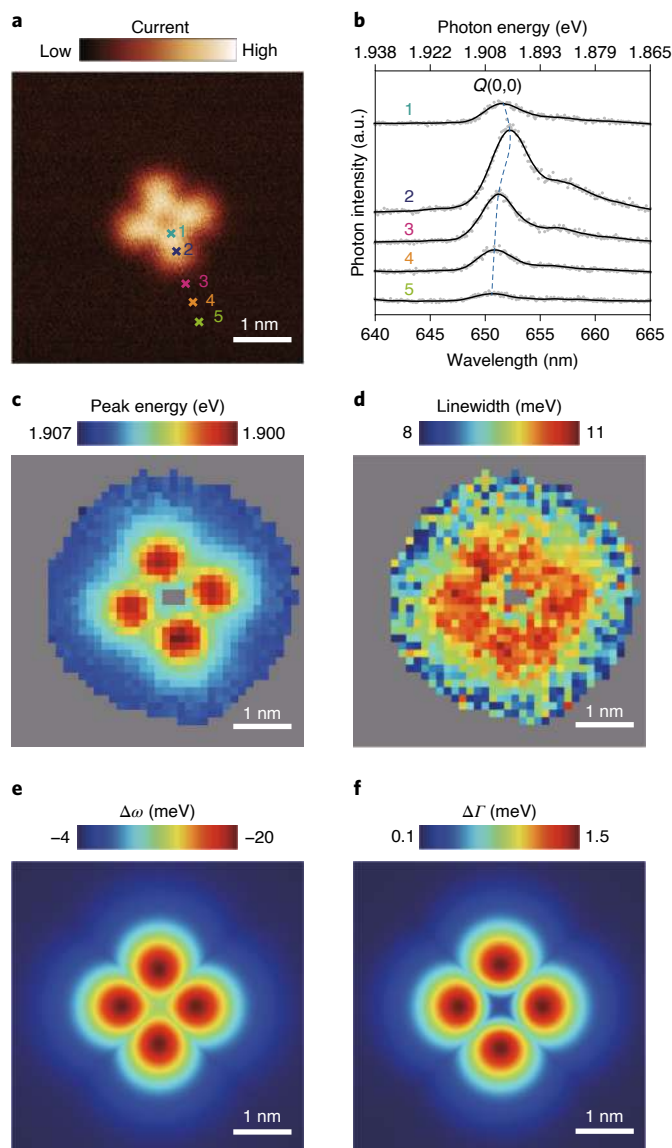 a
Current
Low High
1
2
3
4
5
1 nm
b
Photon energy (eV)
1.938 1.922 1.908 1.893 1.879 1.865
Q(0,0)
1
2
3
4
5
Photon intensity (a.u.)
640 645 650 655 660 665
Wavelength (nm)
c
Peak energy (eV)
1.907 1.900
1 nm
d
Linewidth (meV)
8 11
1 nm
e
Δω (meV)
−4 −20
1 nm
f
ΔΓ (meV)
0.1 1.5
1 nm